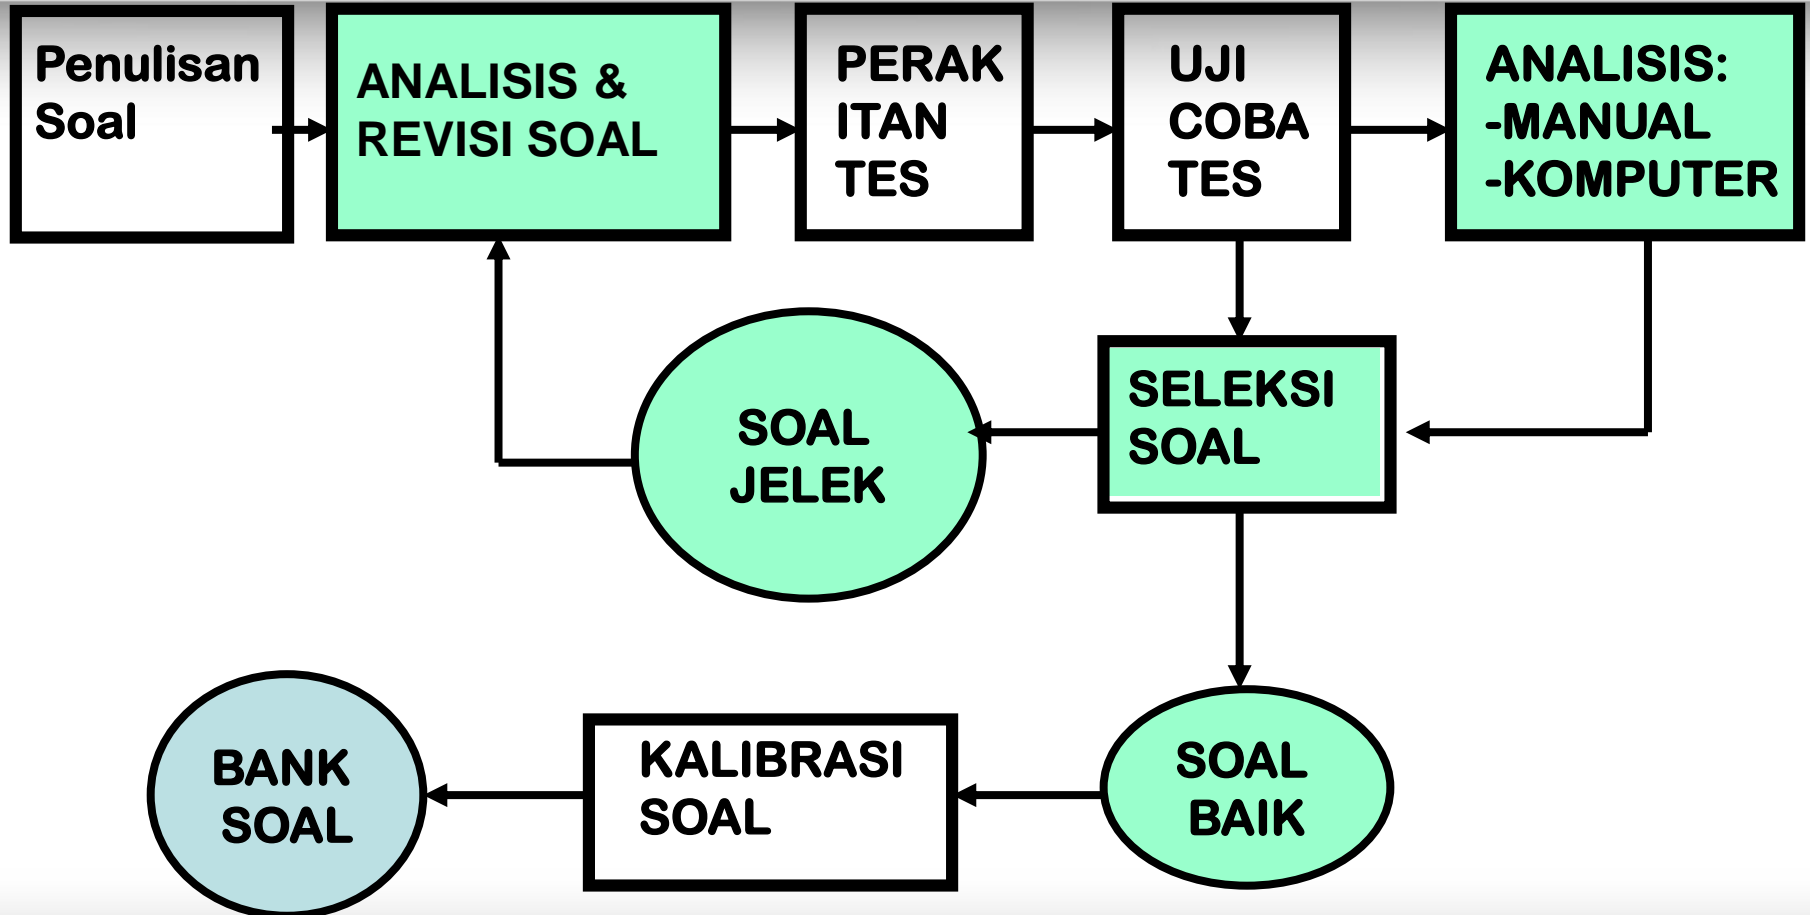 Penulisan
Soal
ANALISIS &
REVISI SOAL
PERAK
ITAN
TES
UJI
COBA
TES
ANALISIS:
-MANUAL
-KOMPUTER
SOAL
JELEK
SELEKSI
SOAL
BANK
SOAL
KALIBRASI
SOAL
SOAL
BAIK